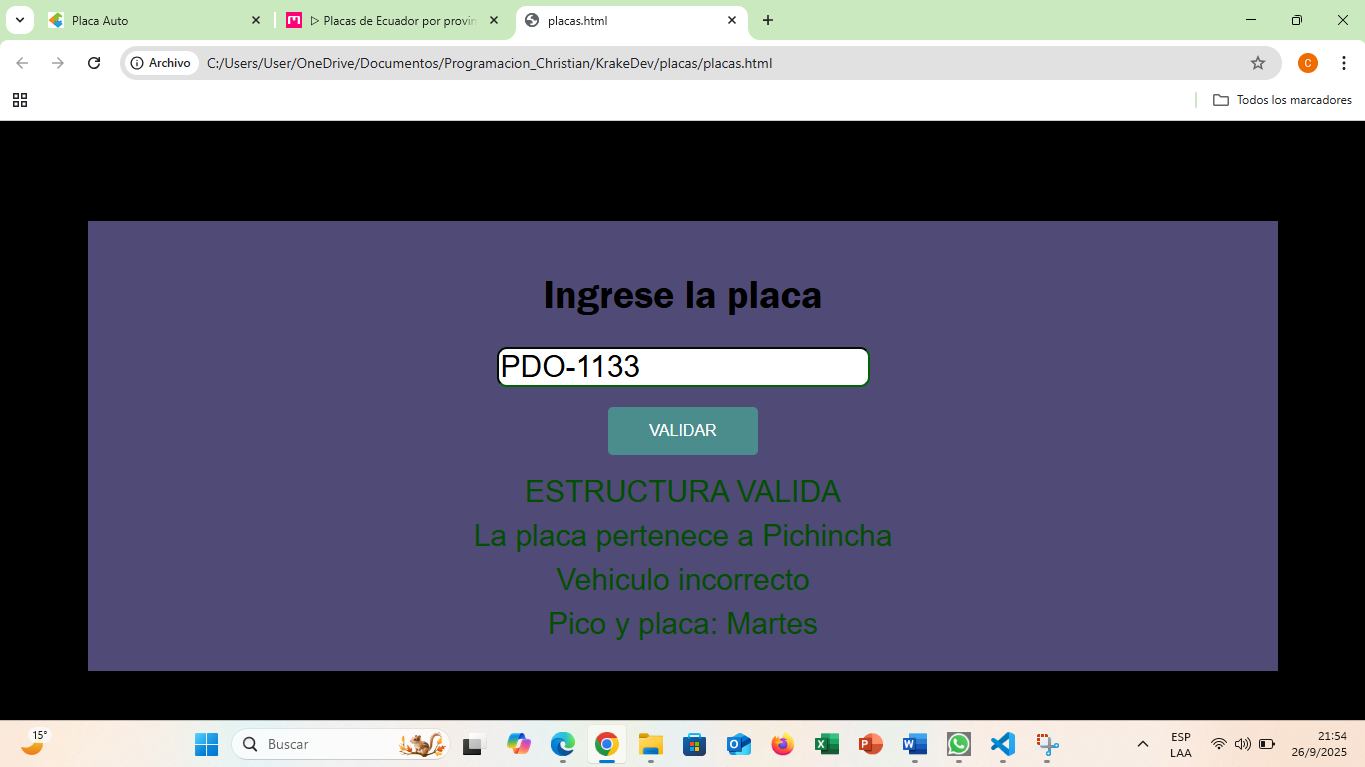 Placa Auto
▷ Placas de Ecuador por provin
placas.html
Archivo
C:/Users/User/OneDrive/Documentos/Programacion_Christian/KrakeDev/placas/placas.html
C
Todos los marcadores
Ingrese la placa
PDO-1133
VALIDAR
ESTRUCTURA VALIDA
La placa pertenece a Pichincha
Vehiculo incorrecto
Pico y placa: Martes
15°
Buscar
ESP
LAA
21:54
26/9/2025